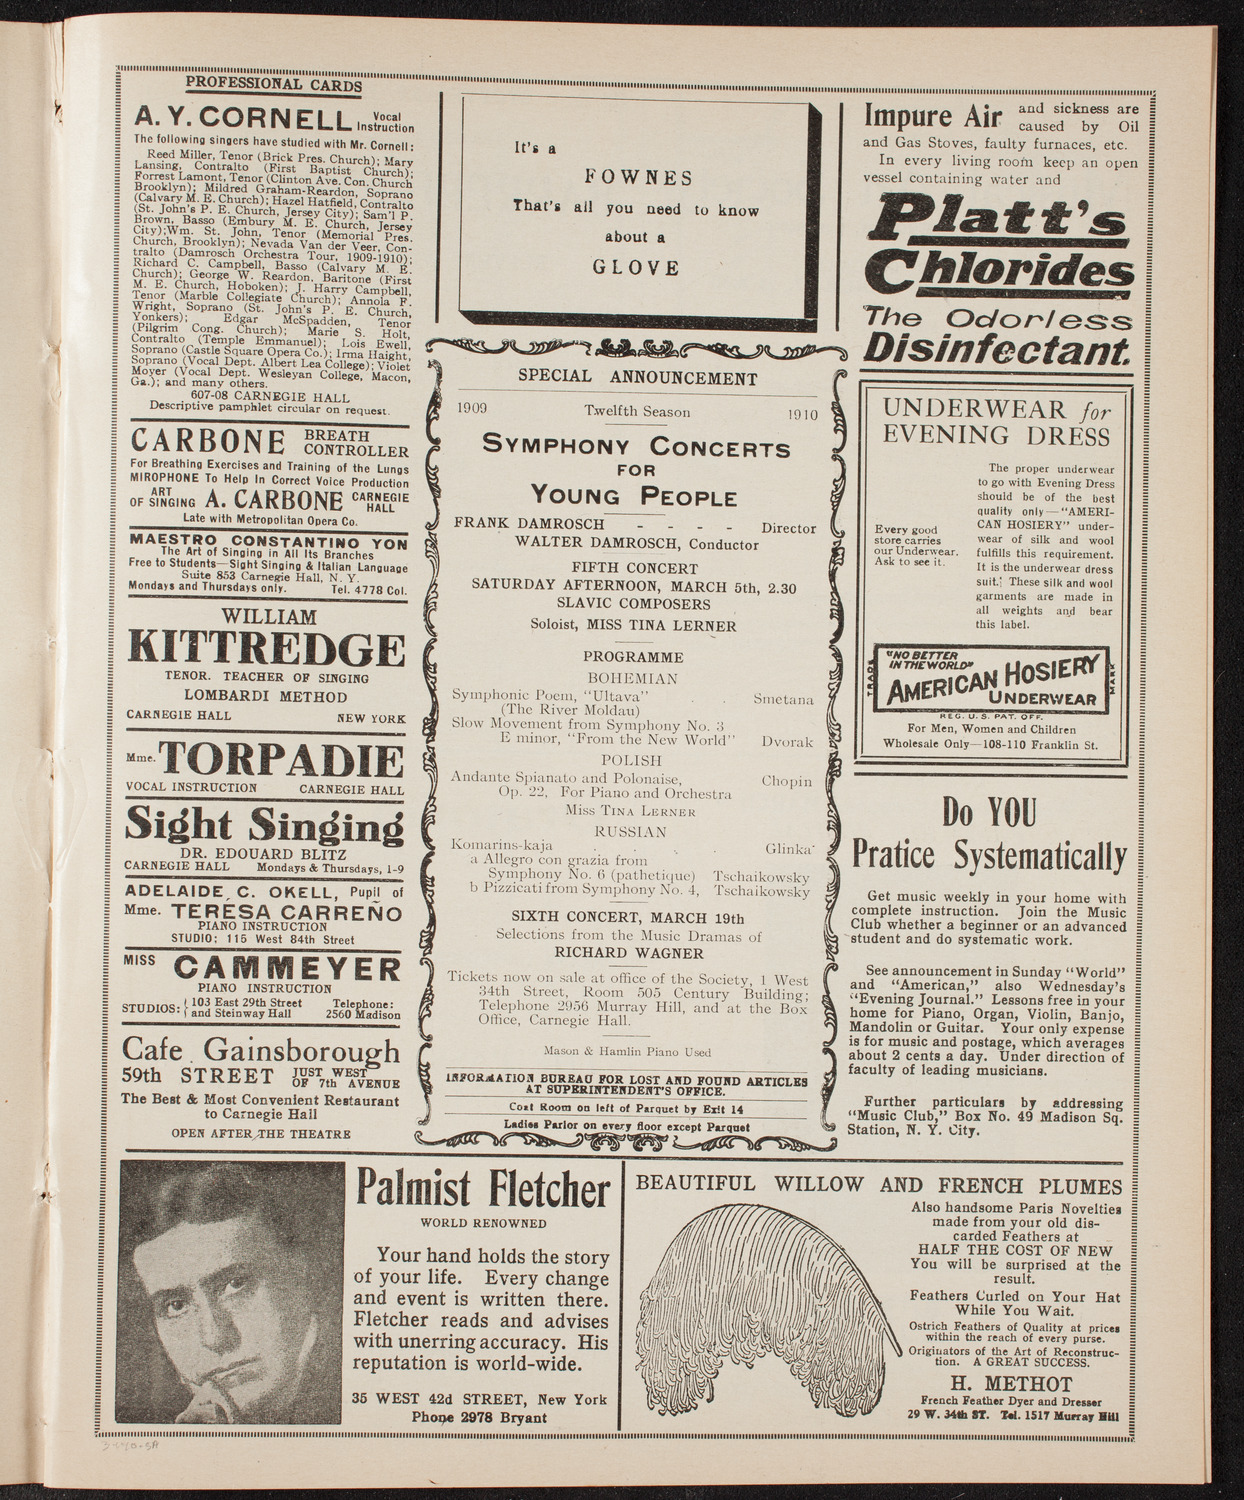 PROFESSIONAL CARDS
A. Y. CORNELL Vocal Instruction
The following singers have studied with Mr. Cornell:
Reed Miller, Tenor (Brick Pres. Church); Mary
Lansing, Contralto (First Baptist Church);
Forrest Lamont, Tenor (Clinton Ave. Con. Church
Brooklyn); Mildred Graham-Reardon, Soprano
(Calvary M. E. Church); Hazel Hatfield, Contralto
(St. John's P. E. Church, Jersey City); Sam'l P.
Brown, Basso (Embury M. E. Church, Jersey
City);Wm. St. John, Tenor (Memorial Pres.
Church, Brooklyn); Nevada Van der Veer, Con-
tralto (Damrosch Orchestra Tour, 1909-1910);
Richard C. Campbell, Basso (Calvary M. E.
Church); George W. Reardon, Baritone (First
M. E. Church, Hoboken); J. Harry Campbell,
Tenor (Marble Collegiate Church); Annola F.
Wright, Soprano (St. John's P. E. Church,
Yonkers); Edgar McSpadden, Tenor
(Pilgrim Cong. Church); Marie S. Holt,
Contralto (Temple Emmanuel); Lois Ewell,
Soprano (Castle Square Opera Co.); Irma Haight,
Soprano (Vocal Dept. Albert Lea College); Violet
Moyer (Vocal Dept. Wesleyan College, Macon,
Ga.); and many others.
607-08 CARNEGIE HALL
Descriptive pamphlet circular on request.
CARBONE BREATH CONTROLLER
For Breathing Exercises and Training of the Lungs
MIROPHONE To Help In Correct Voice Production
ART OF SINGING A. CARBONE CARNEGIE HALL
Late with Metropolitan Opera Co.
MAESTRO CONSTANTINO YON
The Art of Singing in All Its Branches
Free to Students—Sight Singing & Italian Language
Suite 853 Carnegie Hall, N. Y.
Mondays and Thursdays only. Tel. 4778 Col.
WILLIAM
KITTREDGE
TENOR. TEACHER OF SINGING
LOMBARDI METHOD
CARNEGIE HALL NEW YORK
Mme. TORPADIE
VOCAL INSTRUCTION CARNEGIE HALL
Sight Singing
DR. EDOUARD BLITZ
CARNEGIE HALL Mondays & Thursdays, 1-9
ADELAIDE C. OKELL, Pupil of
Mme. TERESA CARREÑO
PIANO INSTRUCTION
STUDIO: 115 West 84th Street
MISS CAMMEYER
PIANO INSTRUCTION
STUDIOS: { 103 East 29th Street Telephone:
and Steinway Hall 2560 Madison
Cafe Gainsborough
59th STREET JUST WEST OF 7th AVENUE
The Best & Most Convenient Restaurant
to Carnegie Hall
OPEN AFTER THE THEATRE
It's a
FOWNES
That's all you need to know
about a
GLOVE
SPECIAL ANNOUNCEMENT
1909 Twelfth Season 1910
SYMPHONY CONCERTS
FOR
YOUNG PEOPLE
FRANK DAMROSCH - - - - Director
WALTER DAMROSCH, Conductor
FIFTH CONCERT
SATURDAY AFTERNOON, MARCH 5th, 2.30
SLAVIC COMPOSERS
Soloist, MISS TINA LERNER
PROGRAMME
BOHEMIAN
Symphonic Poem, "Ultava" . . Smetana
(The River Moldau)
Slow Movement from Symphony No. 3
E minor, "From the New World" Dvorak
POLISH
Andante Spianato and Polonaise, Chopin
Op. 22, For Piano and Orchestra
Miss TINA LERNER
RUSSIAN
Komarins-kaja . . . . Glinka
a Allegro con grazia from
Symphony No. 6 (pathetique) Tschaikowsky
b Pizzicati from Symphony No. 4, Tschaikowsky
SIXTH CONCERT, MARCH 19th
Selections from the Music Dramas of
RICHARD WAGNER
Tickets now on sale at office of the Society, 1 West
34th Street, Room 505 Century Building;
Telephone 2956 Murray Hill, and at the Box
Office, Carnegie Hall.
Mason & Hamlin Piano Used
INFORMATION BUREAU FOR LOST AND FOUND ARTICLES
AT SUPERINTENDENT'S OFFICE.
Coat Room on left of Parquet by Exit 14
Ladies Parlor on every floor except Parquet
Impure Air and sickness are
caused by Oil
and Gas Stoves, faulty furnaces, etc.
In every living room keep an open
vessel containing water and
Platt's
Chlorides
The Odorless
Disinfectant.
UNDERWEAR for
EVENING DRESS
Every good
store carries
our Underwear.
Ask to see it.
The proper underwear
to go with Evening Dress
should be of the best
quality only—"AMERI-
CAN HOSIERY" under-
wear of silk and wool
fulfills this requirement.
It is the underwear dress
suit. These silk and wool
garments are made in
all weights and bear
this label.
TRADE MARK
"NO BETTER
IN THE WORLD"
AMERICAN HOSIERY
UNDERWEAR
REG. U. S. PAT. OFF.
For Men, Women and Children
Wholesale Only—108-110 Franklin St.
Do YOU
Pratice Systematically
Get music weekly in your home with
complete instruction. Join the Music
Club whether a beginner or an advanced
student and do systematic work.
See announcement in Sunday "World"
and "American," also Wednesday's
"Evening Journal." Lessons free in your
home for Piano, Organ, Violin, Banjo,
Mandolin or Guitar. Your only expense
is for music and postage, which averages
about 2 cents a day. Under direction of
faculty of leading musicians.
Further particulars by addressing
"Music Club," Box No. 49 Madison Sq.
Station, N. Y. City.
Palmist Fletcher
WORLD RENOWNED
Your hand holds the story
of your life. Every change
and event is written there.
Fletcher reads and advises
with unerring accuracy. His
reputation is world-wide.
35 WEST 42d STREET, New York
Phone 2978 Bryant
BEAUTIFUL WILLOW AND FRENCH PLUMES
Also handsome Paris Novelties
made from your old dis-
carded Feathers at
HALF THE COST OF NEW
You will be surprised at the
result.
Feathers Curled on Your Hat
While You Wait.
Ostrich Feathers of Quality at prices
within the reach of every purse.
Originators of the Art of Reconstruc-
tion. A GREAT SUCCESS.
H. METHOT
French Feather Dyer and Dresser
29 W. 34th ST. Tel. 1517 Murray Hill